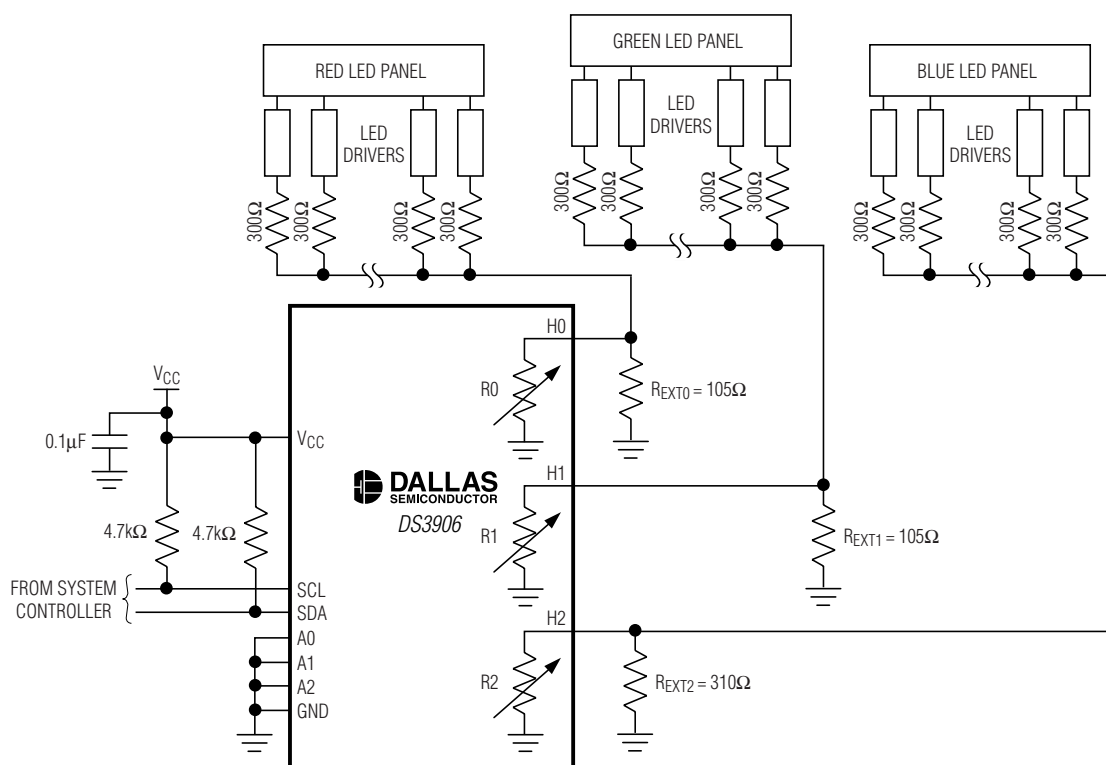 RED LED PANEL
LED
DRIVERS
300Ω
300Ω
300Ω
300Ω
GREEN LED PANEL
LED
DRIVERS
300Ω
300Ω
300Ω
300Ω
BLUE LED PANEL
LED
DRIVERS
300Ω
300Ω
300Ω
300Ω
VCC
0.1µF
4.7kΩ
4.7kΩ
FROM SYSTEM
CONTROLLER
VCC
SCL
SDA
A0
A1
A2
GND
DALLAS
SEMICONDUCTOR
DS3906
H0
R0
REXT0 = 105Ω
H1
R1
REXT1 = 105Ω
H2
R2
REXT2 = 310Ω